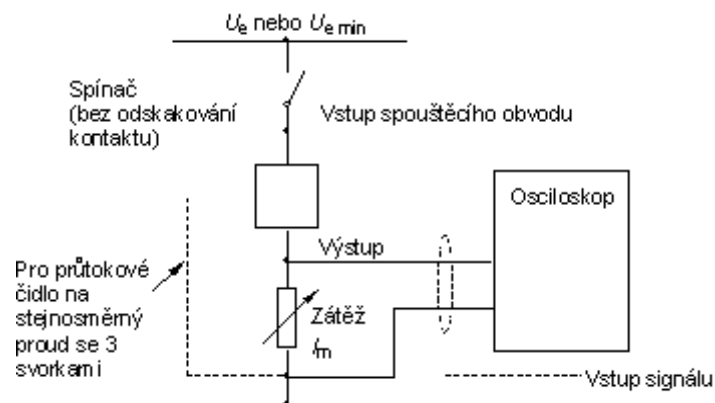 Ue nebo Ue min
Spínač
(bez odskakování
kontaktu)
Vstup spouštěcího obvodu
Osciloskop
Výstup
Pro průtokové
čidlo na
stejnosměrný
proud se 3
svorkami
Zátěž
Im
Vstup signálu